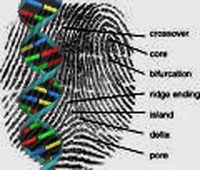 crossover
core
bifurcation
ridge ending
island
delta
pore